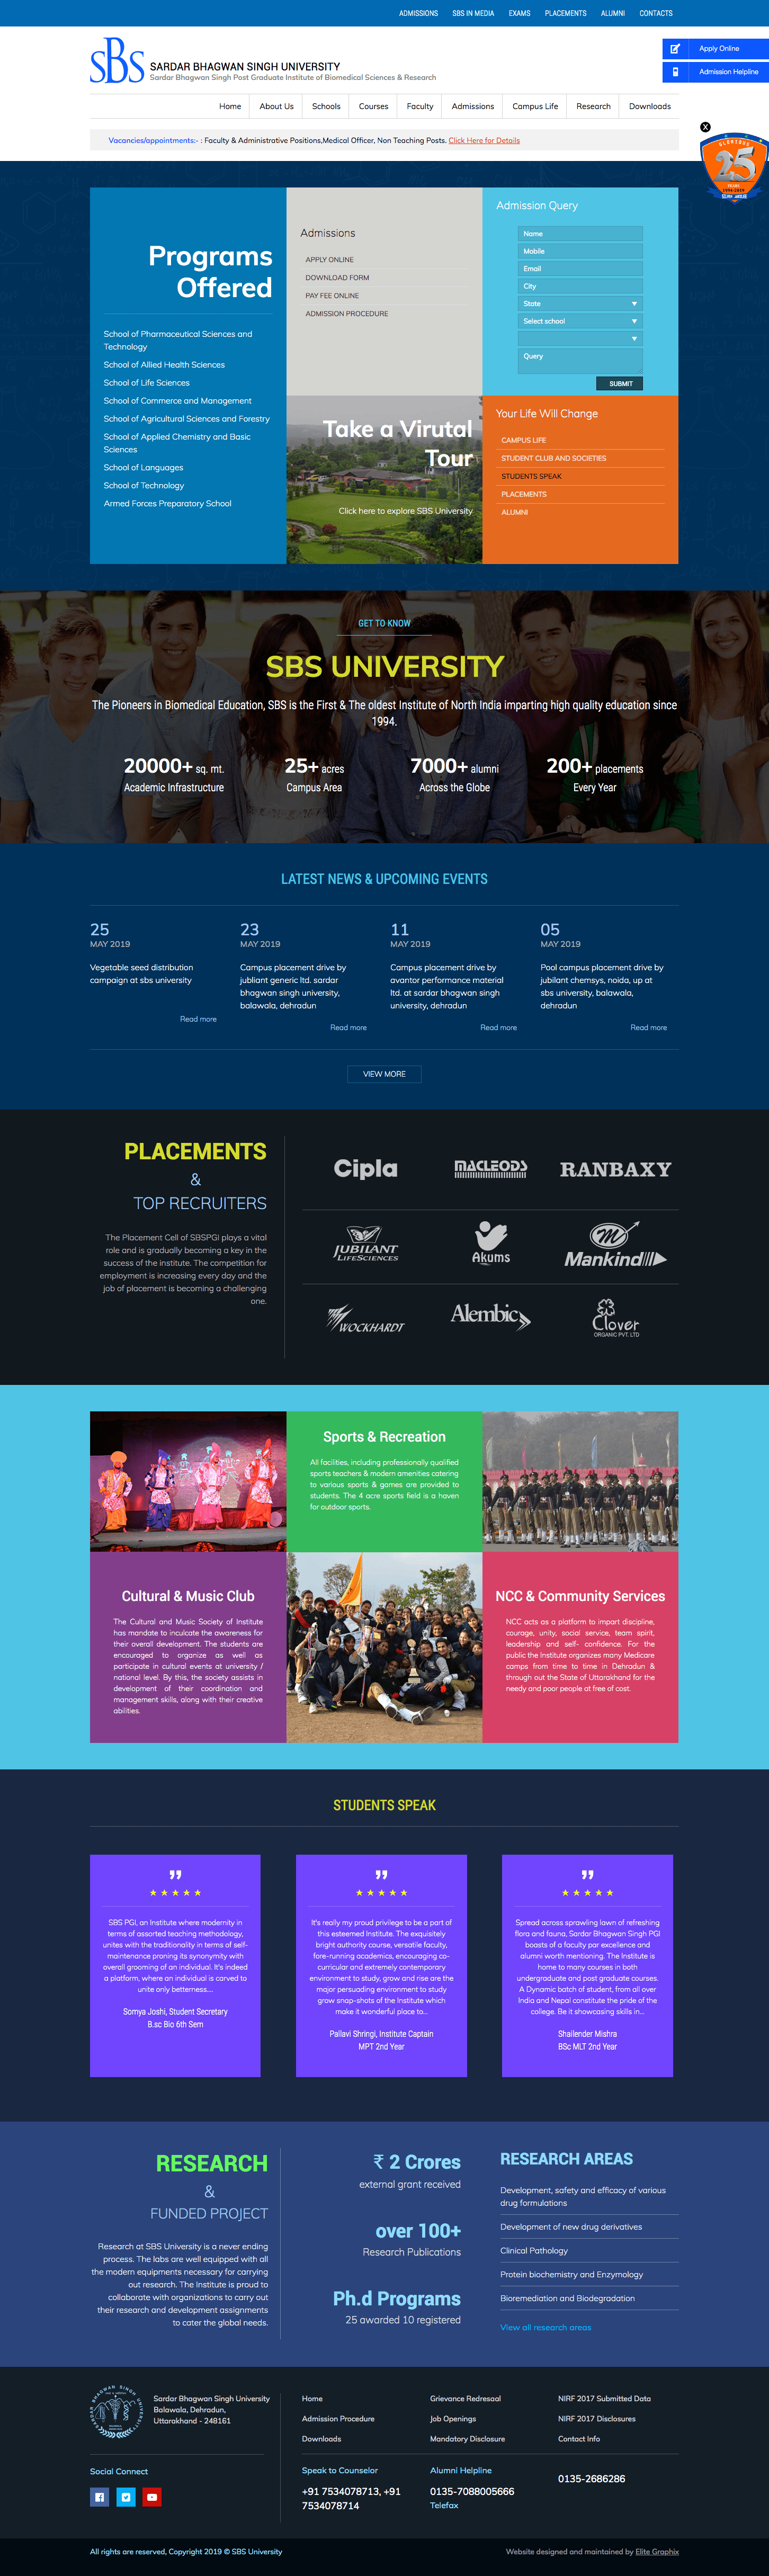 ADMISSIONS SBS IN MEDIA EXAMS PLACEMENTS ALUMNI CONTACTS
SBS
SARDAR BHAGWAN SINGH UNIVERSITY
Sardar Bhagwan Singh Post Graduate Institute of Biomedical Sciences & Research
Apply Online
Admission Helpline
Home About Us Schools Courses Faculty Admissions Campus Life Research Downloads
Vacancies/appointments:- : Faculty & Administrative Positions,Medical Officer, Non Teaching Posts. Click Here for Details
X
GLORIOUS
25
YEARS
1994-2019
SILVER JUBILEE
Programs
Offered
School of Pharmaceutical Sciences and
Technology
School of Allied Health Sciences
School of Life Sciences
School of Commerce and Management
School of Agricultural Sciences and Forestry
School of Applied Chemistry and Basic
Sciences
School of Languages
School of Technology
Armed Forces Preparatory School
Admissions
APPLY ONLINE
DOWNLOAD FORM
PAY FEE ONLINE
ADMISSION PROCEDURE
Admission Query
Name
Mobile
Email
City
State
Select school
Query
SUBMIT
Take a Virutal
Tour
Click here to explore SBS University
Your Life Will Change
CAMPUS LIFE
STUDENT CLUB AND SOCIETIES
STUDENTS SPEAK
PLACEMENTS
ALUMNI
GET TO KNOW
SBS UNIVERSITY
The Pioneers in Biomedical Education, SBS is the First & The oldest Institute of North India imparting high quality education since
1994.
20000+ sq. mt.
Academic Infrastructure
25+ acres
Campus Area
7000+ alumni
Across the Globe
200+ placements
Every Year
LATEST NEWS & UPCOMING EVENTS
25
MAY 2019
Vegetable seed distribution
campaign at sbs university
Read more
23
MAY 2019
Campus placement drive by
jubliant generic ltd. sardar
bhagwan singh university,
balawala, dehradun
Read more
11
MAY 2019
Campus placement drive by
avantor performance material
ltd. at sardar bhagwan singh
university, dehradun
Read more
05
MAY 2019
Pool campus placement drive by
jubilant chemsys, noida, up at
sbs university, balawala,
dehradun
Read more
VIEW MORE
PLACEMENTS
&
TOP RECRUITERS
The Placement Cell of SBSPGI plays a vital
role and is gradually becoming a key in the
success of the institute. The competition for
employment is increasing every day and the
job of placement is becoming a challenging
one.
Cipla MACLEODS RANBAXY
JUBILANT
LIFESCIENCES
Akums
Mankind
WOCKHARDT
Alembic
Clover
ORGANIC PVT. LTD
Sports & Recreation
All facilities, including professionally qualified
sports teachers & modern amenities catering
to various sports & games are provided to
students. The 4 acre sports field is a haven
for outdoor sports.
Cultural & Music Club
The Cultural and Music Society of Institute
has mandate to inculcate the awareness for
their overall development. The students are
encouraged to organize as well as
participate in cultural events at university /
national level. By this, the society assists in
development of their coordination and
management skills, along with their creative
abilities.
NCC & Community Services
NCC acts as a platform to impart discipline,
courage, unity, social service, team spirit,
leadership and self- confidence. For the
public the Institute organizes many Medicare
camps from time to time in Dehradun &
through out the State of Uttarakhand for the
needy and poor people at free of cost.
STUDENTS SPEAK
SBS PGI, an Institute where modernity in
terms of assorted teaching methodology,
unites with the traditionality in terms of self-
maintenance proning its synonymity with
overall grooming of an individual. It's indeed
a platform, where an individual is carved to
unite only betterness....
Somya Joshi, Student Secretary
B.sc Bio 6th Sem
It's really my proud privilege to be a part of
this esteemed Institute. The exquisitely
bright authority course, versatile faculty,
fore-running academics, encouraging co-
curricular and extremely contemporary
environment to study, grow and rise are the
major persuading environment to study
grow snap-shots of the Institute which
make it wonderful place to...
Pallavi Shringi, Institute Captain
MPT 2nd Year
Spread across sprawling lawn of refreshing
flora and fauna, Sardar Bhagwan Singh PGI
boasts of a faculty par excellence and
alumni worth mentioning. The Institute is
home to many courses in both
undergraduate and post graduate courses.
A Dynamic batch of student, from all over
India and Nepal constitute the pride of the
college. Be it showcasing skills in...
Shailender Mishra
BSc MLT 2nd Year
RESEARCH
&
FUNDED PROJECT
Research at SBS University is a never ending
process. The labs are well equipped with all
the modern equipments necessary for carrying
out research. The Institute is proud to
collaborate with organizations to carry out
their research and development assignments
to cater the global needs.
₹ 2 Crores
external grant received
over 100+
Research Publications
Ph.d Programs
25 awarded 10 registered
RESEARCH AREAS
Development, safety and efficacy of various
drug formulations
Development of new drug derivatives
Clinical Pathology
Protein biochemistry and Enzymology
Bioremediation and Biodegradation
View all research areas
Sardar Bhagwan Singh University
Balawala, Dehradun,
Uttarakhand - 248161
Social Connect
Home
Admission Procedure
Downloads
Grievance Redresaal
Job Openings
Mandatory Disclosure
NIRF 2017 Submitted Data
NIRF 2017 Disclosures
Contact Info
Speak to Counselor
+91 7534078713, +91
7534078714
Alumni Helpline
0135-7088005666
Telefax
0135-2686286
All rights are reserved, Copyright 2019 © SBS University
Website designed and maintained by Elite Graphix